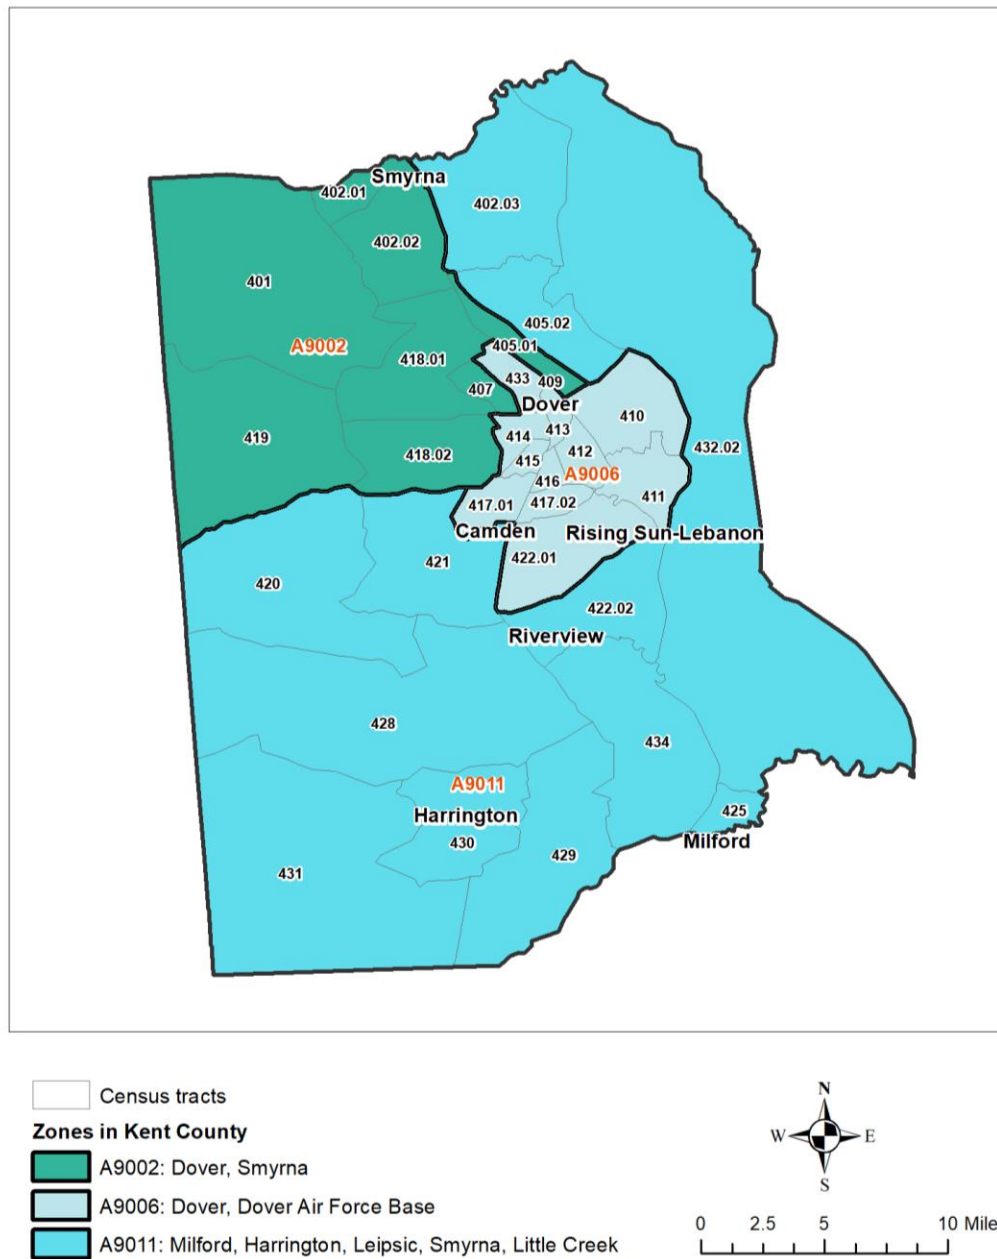 Smyrna
402.01
402.03
402.02
401
405.02
A9002
405.01
418.01
433
409
407
Dover
410
413
414
419
432.02
412
418.02
415
A9006
416
411
417.01
417.02
Camden
Rising Sun-Lebanon
422.01
421
420
422.02
Riverview
428
434
A9011
425
Harrington
Milford
430
429
431
Census tracts
Zones in Kent County
A9002: Dover, Smyrna
A9006: Dover, Dover Air Force Base
A9011: Milford, Harrington, Leipsic, Smyrna, Little Creek
N
W E
S
0 2.5 5 10 Mile